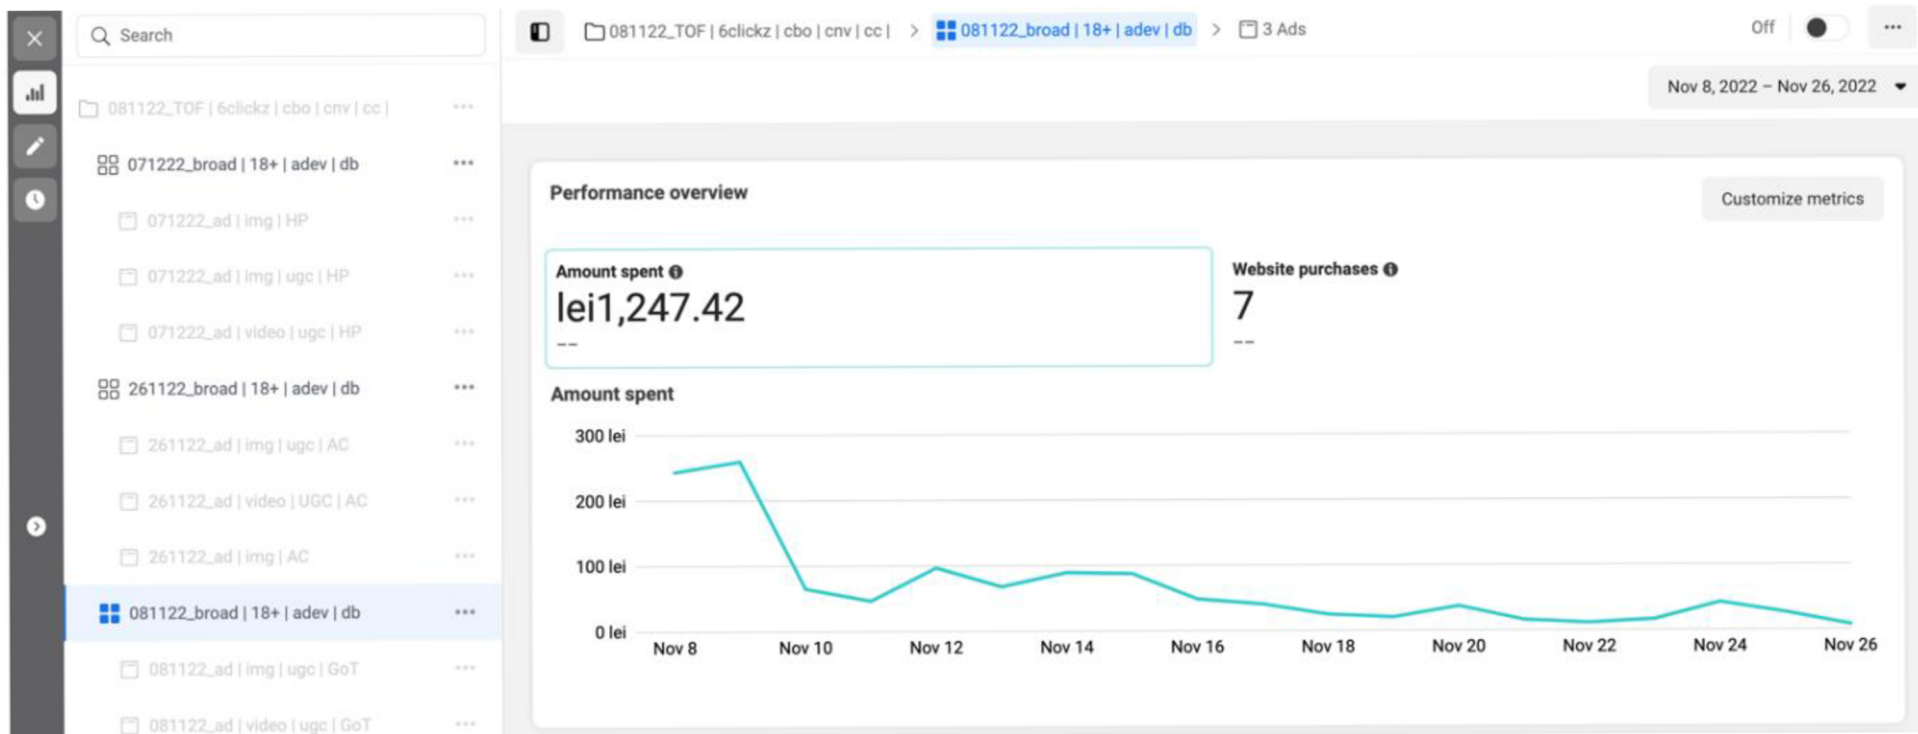 Search
081122_TOF | 6clickz | cbo | cnv | cc |
071222_broad | 18+ | adev | db
071222_ad | img | HP
071222_ad | img | ugc | HP
071222_ad | video | ugc | HP
261122_broad | 18+ | adev | db
261122_ad | img | ugc | AC
261122_ad | video | UGC | AC
261122_ad | img | AC
081122_broad | 18+ | adev | db
081122_ad | img | ugc | GoT
081122_ad | video | ugc | GoT
081122_TOF | 6clickz | cbo | cnv | cc | > 081122_broad | 18+ | adev | db > 3 Ads
Off
Nov 8, 2022 – Nov 26, 2022
Performance overview
Customize metrics
Amount spent
lei1,247.42
--
Website purchases
7
--
Amount spent
300 lei
200 lei
100 lei
0 lei
Nov 8 Nov 10 Nov 12 Nov 14 Nov 16 Nov 18 Nov 20 Nov 22 Nov 24 Nov 26